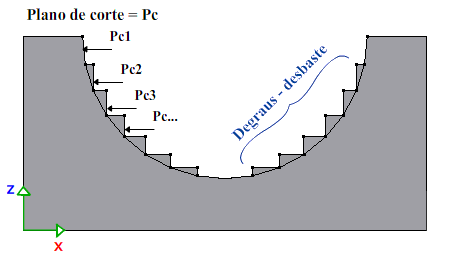 Plano de corte = Pc
Pc1
Pc2
Pc3
Pc...
Degraus - desbaste
Z
X